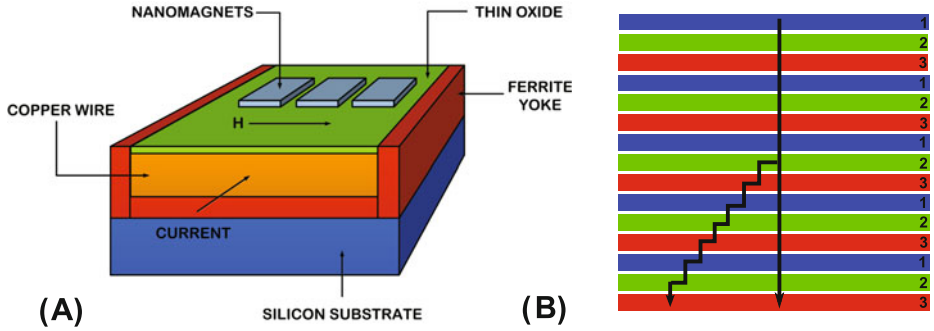 NANOMAGNETS
THIN OXIDE
COPPER WIRE
FERRITE
YOKE
H
CURRENT
SILICON SUBSTRATE
(A)
1
2
3
1
2
3
1
2
3
1
2
3
1
2
3
(B)